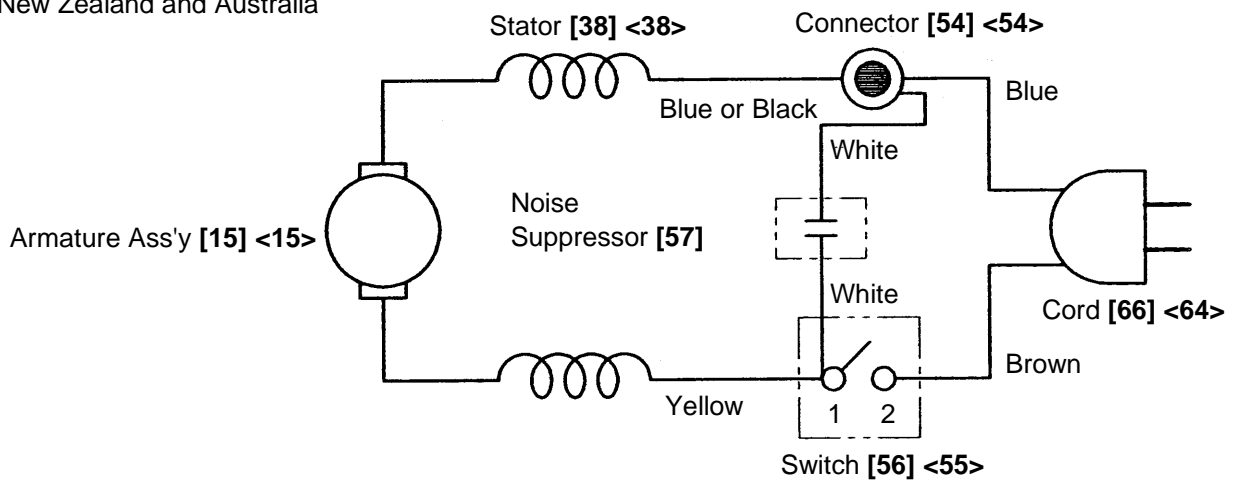 New Zealand and Australia
Stator [38] <38>
Connector [54] <54>
Blue or Black
Blue
White
Noise
Suppressor [57]
Armature Ass'y [15] <15>
White
Cord [66] <64>
Brown
Yellow
1 2
Switch [56] <55>